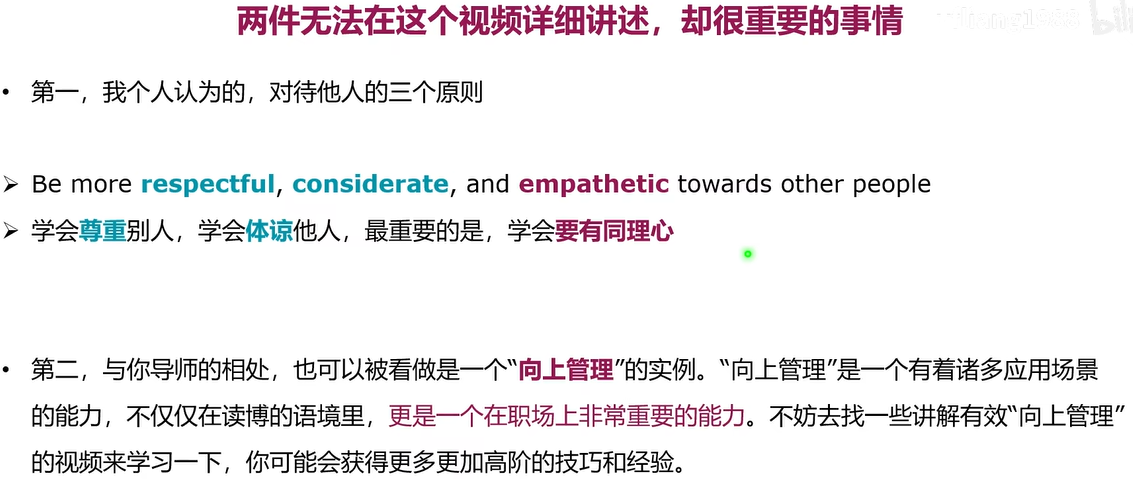 两件无法在这个视频详细讲述，却很重要的事情
• 第一，我个人认为的，对待他人的三个原则
➢ Be more respectful, considerate, and empathetic towards other people
➢ 学会尊重别人，学会体谅他人，最重要的是，学会要有同理心
• 第二，与你导师的相处，也可以被看做是一个“向上管理”的实例。“向上管理”是一个有着诸多应用场景
的能力，不仅仅在读博的语境里，更是一个在职场上非常重要的能力。不妨去找一些讲解有效“向上管理”
的视频来学习一下，你可能会获得更多更加高阶的技巧和经验。